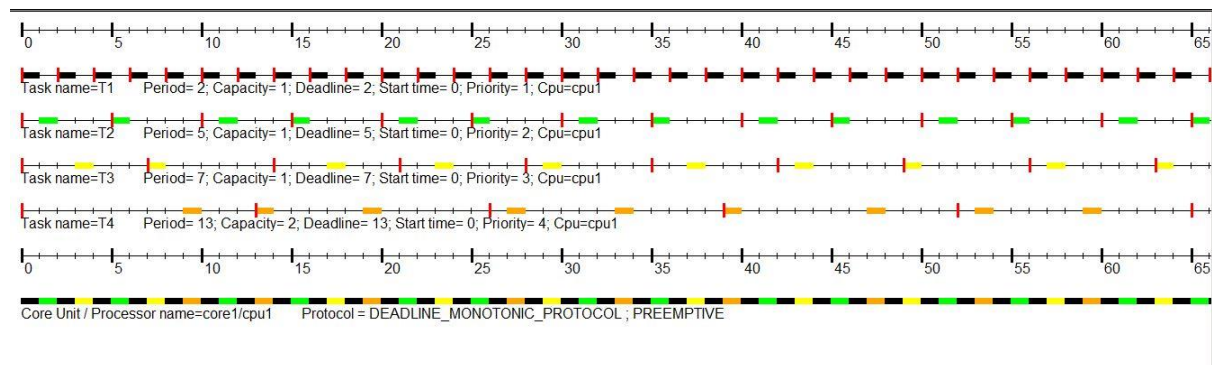 0 5 10 15 20 25 30 35 40 45 50 55 60 65
Task name=T1 Period= 2; Capacity= 1; Deadline= 2; Start time= 0; Priority= 1; Cpu=cpu1
Task name=T2 Period= 5; Capacity= 1; Deadline= 5; Start time= 0; Priority= 2; Cpu=cpu1
Task name=T3 Period= 7; Capacity= 1; Deadline= 7; Start time= 0; Priority= 3; Cpu=cpu1
Task name=T4 Period= 13; Capacity= 2; Deadline= 13; Start time= 0; Priority= 4; Cpu=cpu1
0 5 10 15 20 25 30 35 40 45 50 55 60 65
Core Unit / Processor name=core1/cpu1 Protocol = DEADLINE_MONOTONIC_PROTOCOL ; PREEMPTIVE